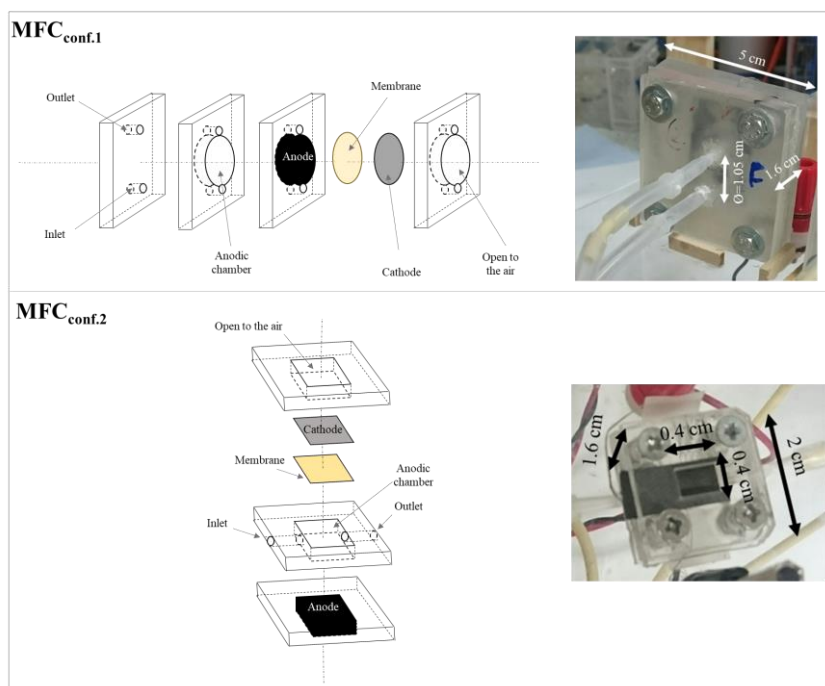 MFCconf.1
Outlet
Inlet
Anodic
chamber
Anode
Membrane
Cathode
Open to
the air
5 cm
Ø=1.05 cm
1.6 cm
MFCconf.2
Open to the air
Cathode
Membrane
Anodic
chamber
Inlet
Outlet
Anode
1.6 cm
0.4 cm
0.4 cm
2 cm